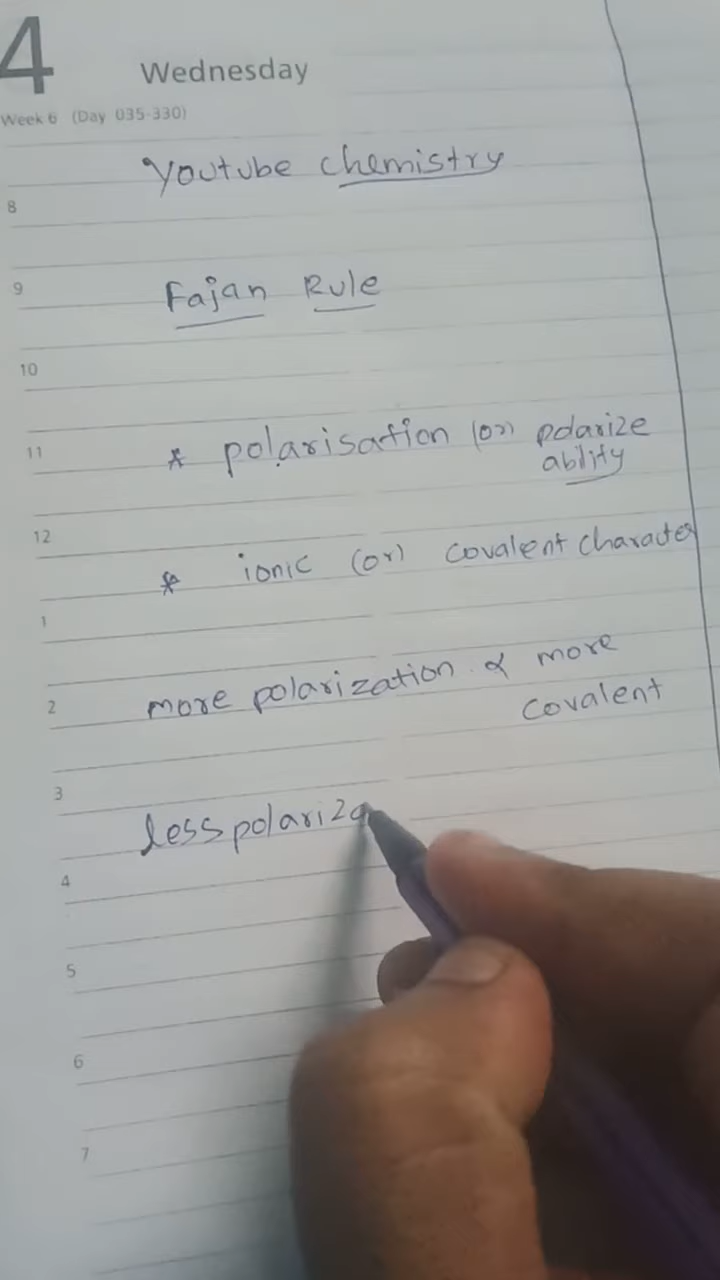 4 Wednesday
Week 6 (Day 035-330)
Youtube chemistry
8
9
Fajan Rule
10
11
* polarisation (or) polarize
ability
12
* ionic (or) covalent character
1
more polarization ∝ more
2
covalent
3
less polariza
4
5
6
7